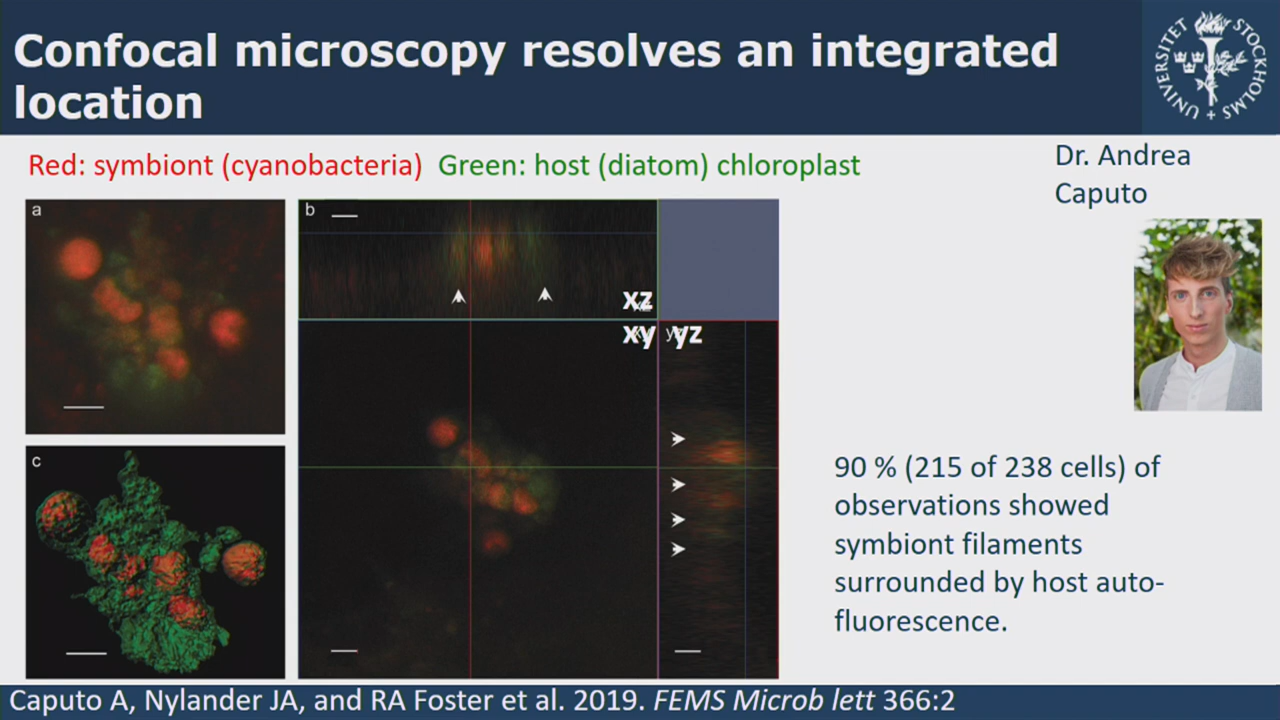 Confocal microscopy resolves an integrated
location
STOCKHOLMS UNIVERSITET
Red: symbiont (cyanobacteria) Green: host (diatom) chloroplast
Dr. Andrea
Caputo
a
b
xz
xy yz
c
90 % (215 of 238 cells) of
observations showed
symbiont filaments
surrounded by host auto-
fluorescence.
Caputo A, Nylander JA, and RA Foster et al. 2019. FEMS Microb lett 366:2